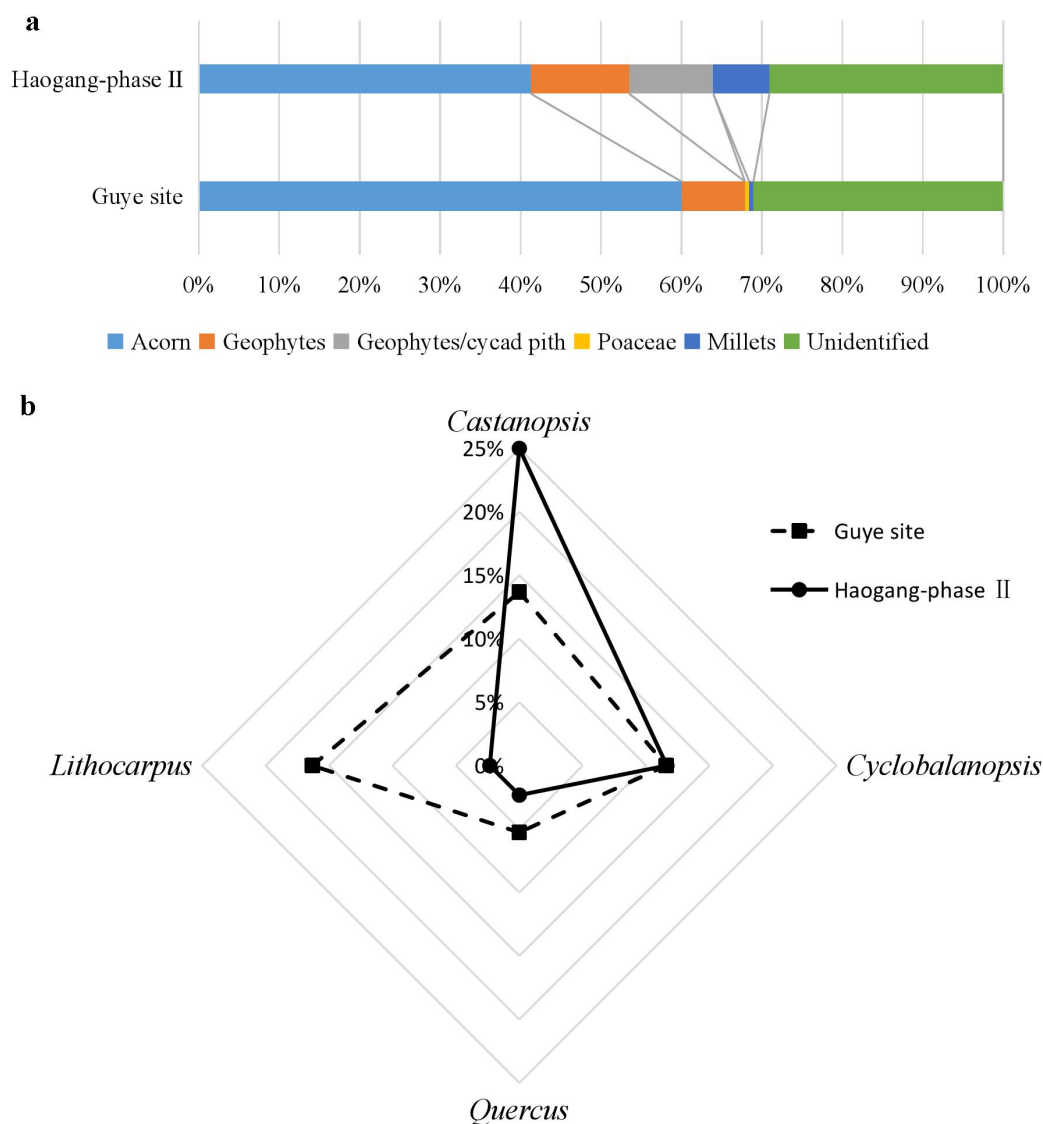 a
Haogang-phase Ⅱ
Guye site
0% 10% 20% 30% 40% 50% 60% 70% 80% 90% 100%
Acorn Geophytes Geophytes/cycad pith Poaceae Millets Unidentified
b
Castanopsis
25%
20%
15%
10%
5%
0%
Guye site
Haogang-phase Ⅱ
Lithocarpus
Cyclobalanopsis
Quercus